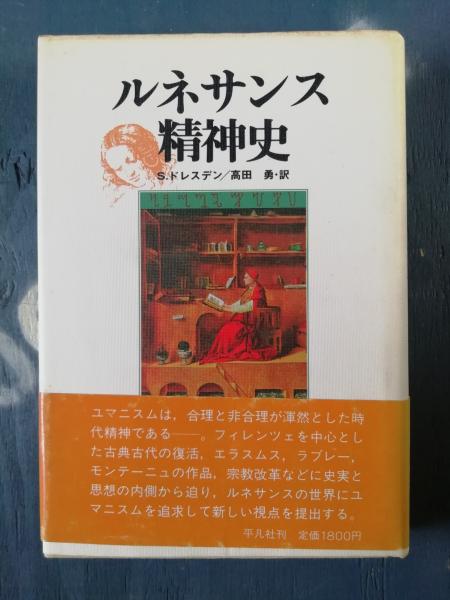 ルネサンス
精神史
S.ドレスデン/高田 勇・訳
ユマニスムは，合理と非合理が渾然とした時
代精神である――。フィレンツェを中心とし
た古典古代の復活，エラスムス，ラブレー，
モンテーニュの作品，宗教改革などに史実と
思想の内側から迫り，ルネサンスの世界にユ
マニスムを追求して新しい視点を提出する。
平凡社刊 定価1800円